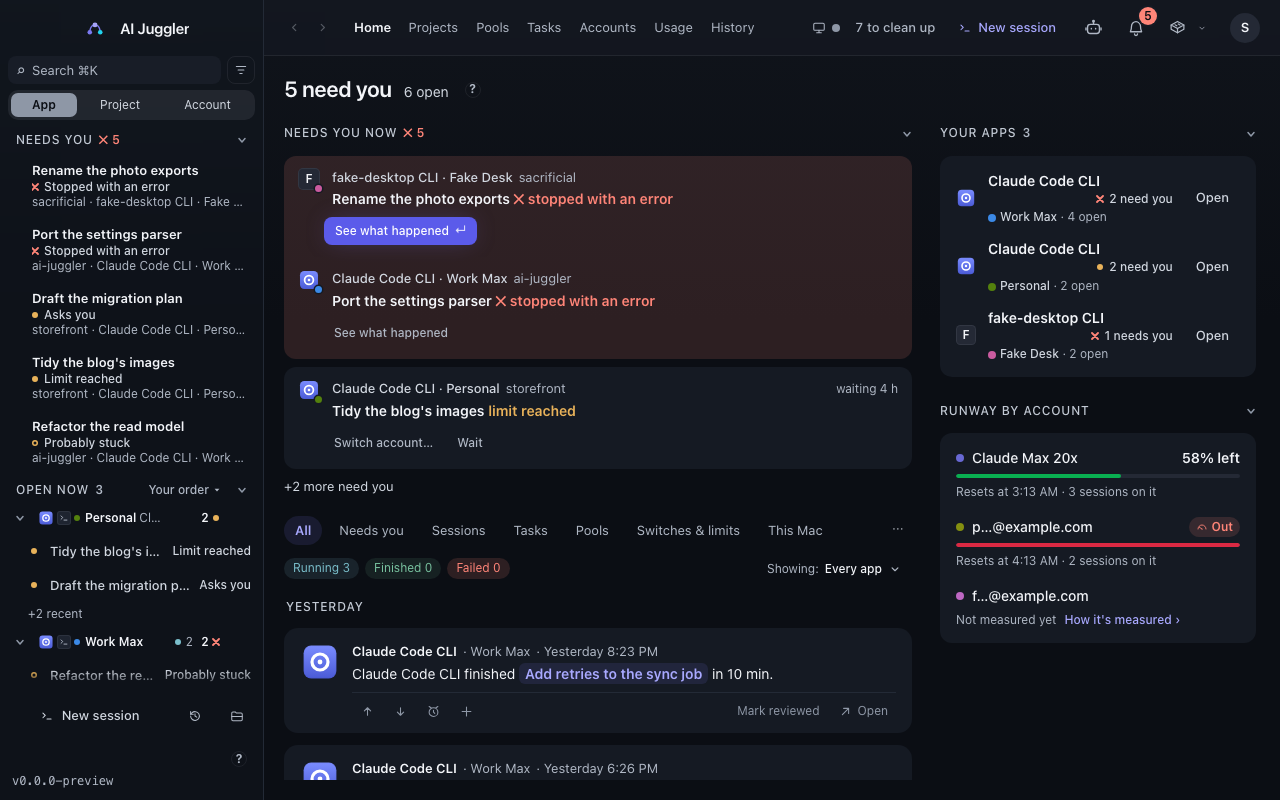 AI Juggler
Search ⌘K
App Project Account
NEEDS YOU 5
Rename the photo exports
Stopped with an error
sacrificial · fake-desktop CLI · Fake ...
Port the settings parser
Stopped with an error
ai-juggler · Claude Code CLI · Work ...
Draft the migration plan
Asks you
storefront · Claude Code CLI · Perso...
Tidy the blog's images
Limit reached
storefront · Claude Code CLI · Perso...
Refactor the read model
Probably stuck
ai-juggler · Claude Code CLI · Work ...
OPEN NOW 3 Your order
Personal Cl... 2
Tidy the blog's i... Limit reached
Draft the migration p... Asks you
+2 recent
Work Max 2 2
Refactor the re... Probably stuck
New session
?
v0.0.0-preview
Home Projects Pools Tasks Accounts Usage History
7 to clean up New session 5 S
5 need you 6 open ?
NEEDS YOU NOW 5
F fake-desktop CLI · Fake Desk sacrificial
Rename the photo exports stopped with an error
See what happened ↵
Claude Code CLI · Work Max ai-juggler
Port the settings parser stopped with an error
See what happened
Claude Code CLI · Personal storefront waiting 4 h
Tidy the blog's images limit reached
Switch account... Wait
+2 more need you
All Needs you Sessions Tasks Pools Switches & limits This Mac ...
Running 3 Finished 0 Failed 0 Showing: Every app
YESTERDAY
Claude Code CLI · Work Max · Yesterday 8:23 PM
Claude Code CLI finished Add retries to the sync job in 10 min.
Mark reviewed Open
Claude Code CLI · Work Max · Yesterday 6:26 PM
YOUR APPS 3
Claude Code CLI
2 need you Open
Work Max · 4 open
Claude Code CLI
2 need you Open
Personal · 2 open
fake-desktop CLI
F 1 needs you Open
Fake Desk · 2 open
RUNWAY BY ACCOUNT
Claude Max 20x 58% left
Resets at 3:13 AM · 3 sessions on it
p...@example.com Out
Resets at 4:13 AM · 2 sessions on it
f...@example.com
Not measured yet How it's measured ›